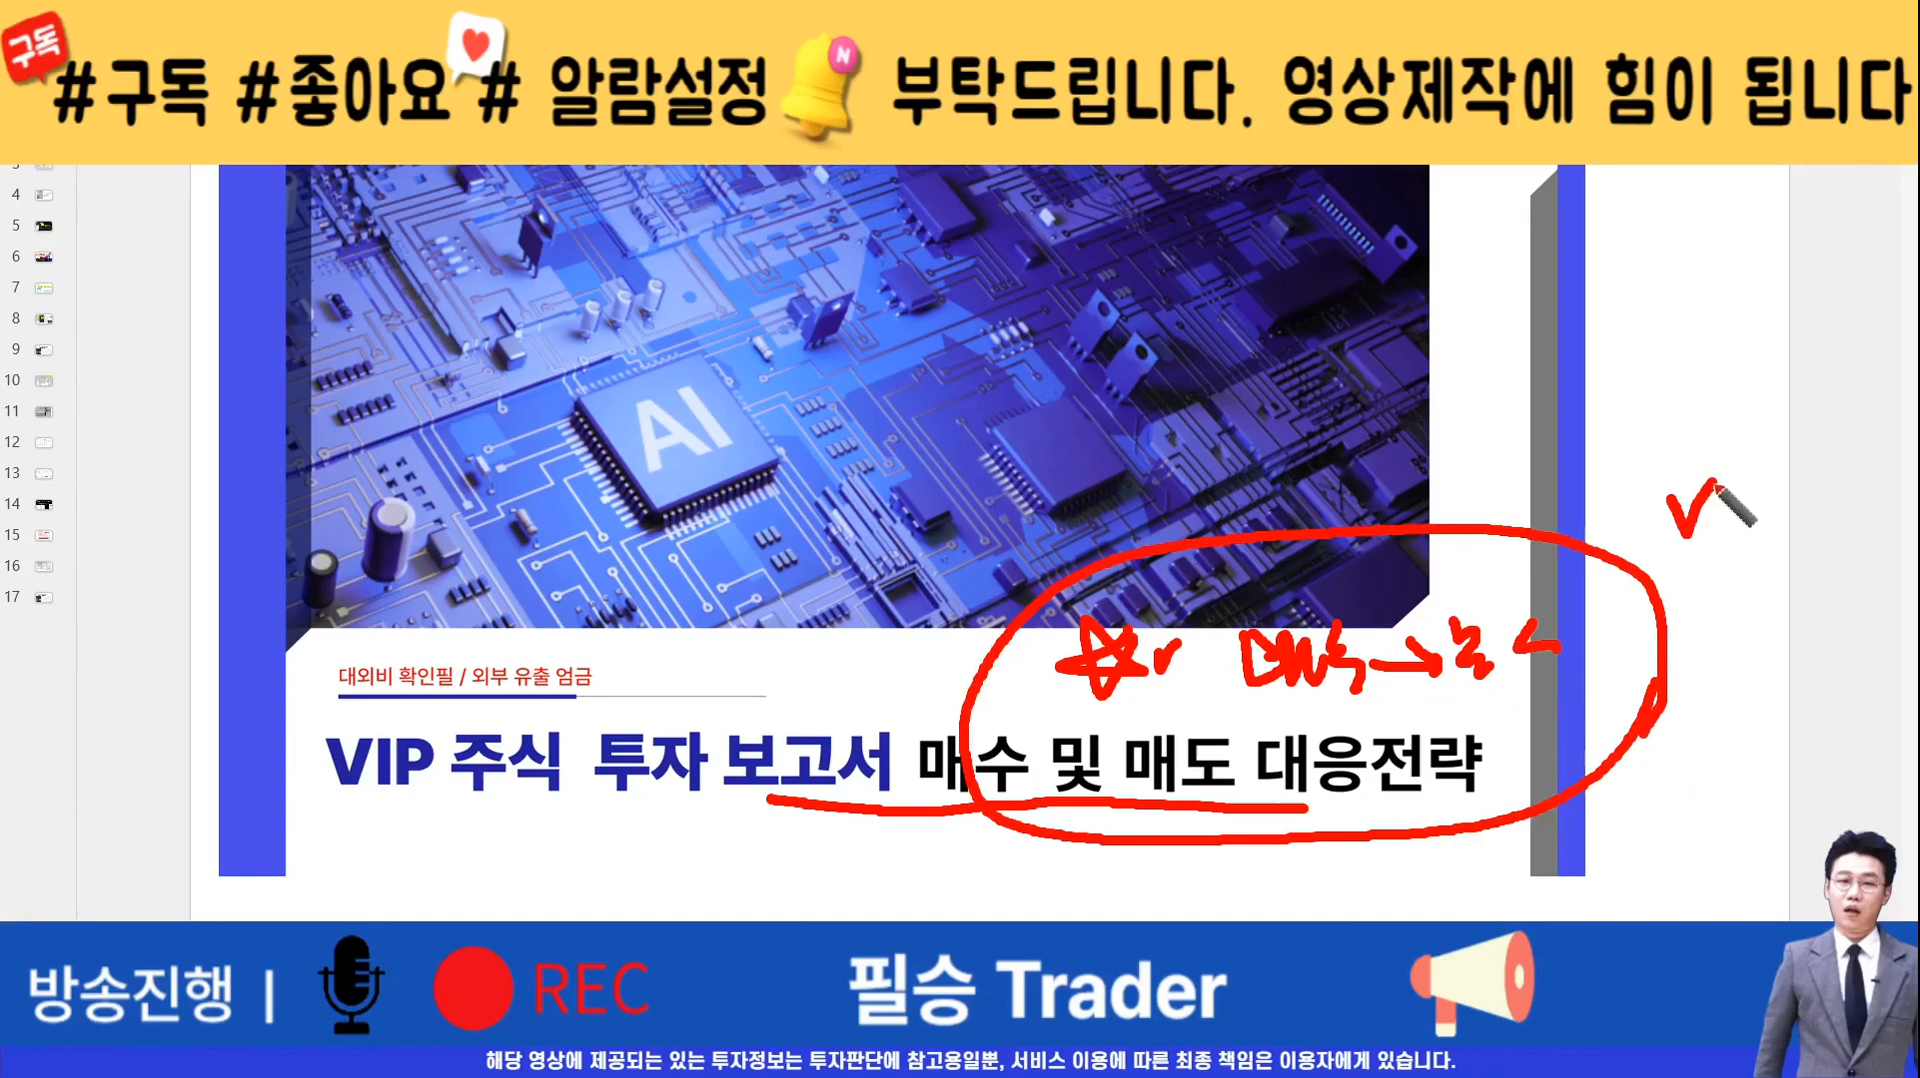 구독
#구독 #좋아요 # 알람설정 N 부탁드립니다. 영상제작에 힘이 됩니다
4
5
6
7
8
9
10
11
12
13
14
15
16
17
AI
대외비 확인필 / 외부 유출 엄금
VIP 주식 투자 보고서 매수 및 매도 대응전략
방송진행 | REC 필승 Trader
해당 영상에 제공되는 있는 투자정보는 투자판단에 참고용일뿐, 서비스 이용에 따른 최종 책임은 이용자에게 있습니다.